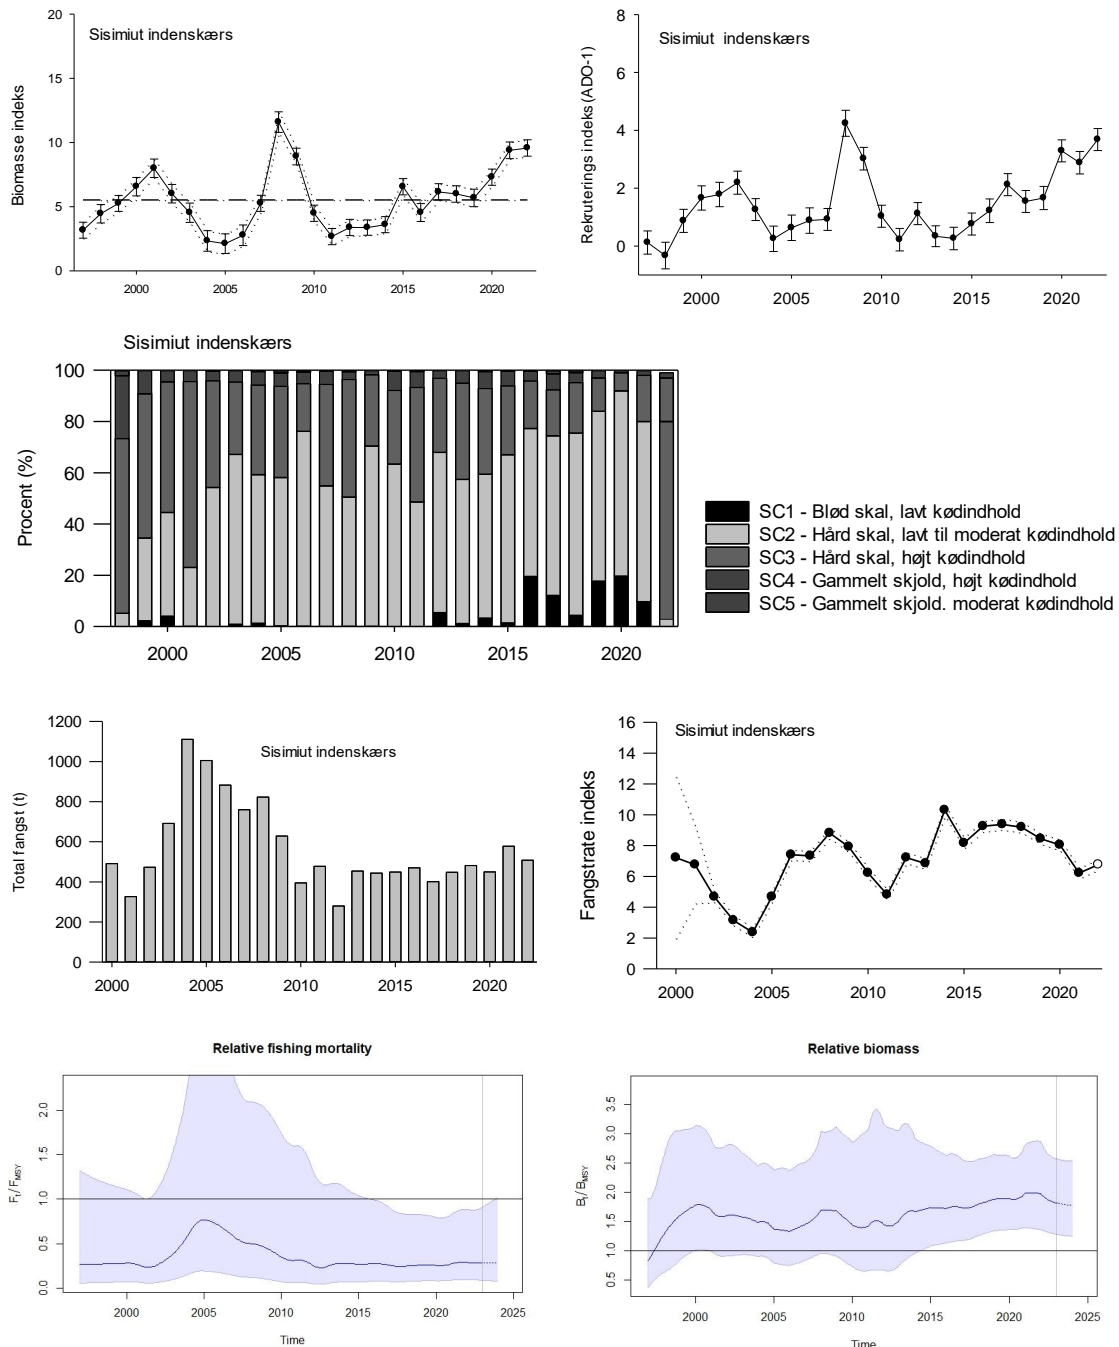 Sisimiut indenskærs
Biomasse indeks
20
15
10
5
0
2000 2005 2010 2015 2020
Sisimiut indenskærs
Rekruterings indeks (ADO-1)
8
6
4
2
0
2000 2005 2010 2015 2020
Sisimiut indenskærs
Procent (%)
100
80
60
40
20
0
2000 2005 2010 2015 2020
SC1 - Blød skal, lavt kødindhold
SC2 - Hård skal, lavt til moderat kødindhold
SC3 - Hård skal, højt kødindhold
SC4 - Gammelt skjold, højt kødindhold
SC5 - Gammelt skjold. moderat kødindhold
Sisimiut indenskærs
Total fangst (t)
1200
1000
800
600
400
200
0
2000 2005 2010 2015 2020
Sisimiut indenskærs
Fangstrate indeks
16
14
12
10
8
6
4
2
0
2000 2005 2010 2015 2020
Relative fishing mortality
Ft / FMSY
2.0
1.5
1.0
0.5
0.0
2000 2005 2010 2015 2020 2025
Time
Relative biomass
Bt / BMSY
3.5
3.0
2.5
2.0
1.5
1.0
0.5
2000 2005 2010 2015 2020 2025
Time